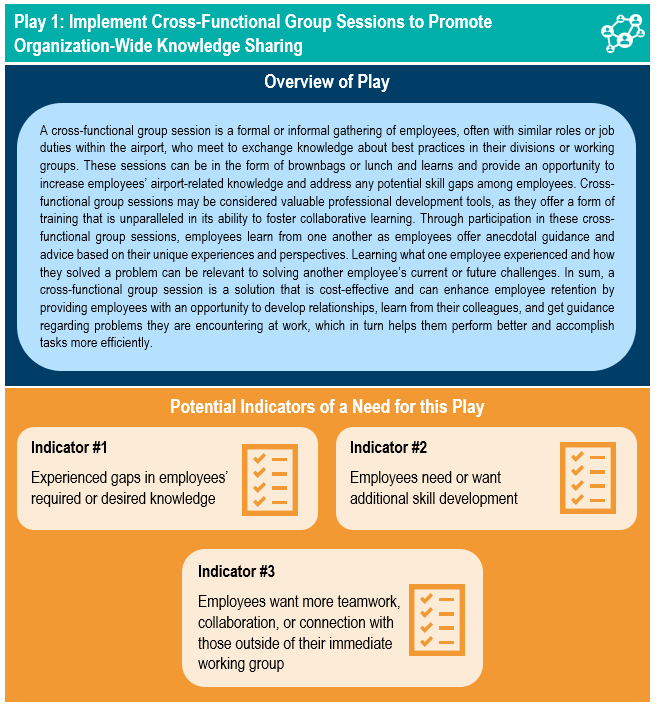 Play 1: Implement Cross-Functional Group Sessions to Promote
Organization-Wide Knowledge Sharing
Overview of Play
A cross-functional group session is a formal or informal gathering of employees, often with similar roles or job
duties within the airport, who meet to exchange knowledge about best practices in their divisions or working
groups. These sessions can be in the form of brownbags or lunch and learns and provide an opportunity to
increase employees' airport-related knowledge and address any potential skill gaps among employees. Cross-
functional group sessions may be considered valuable professional development tools, as they offer a form of
training that is unparalleled in its ability to foster collaborative learning. Through participation in these cross-
functional group sessions, employees learn from one another as employees offer anecdotal guidance and
advice based on their unique experiences and perspectives. Learning what one employee experienced and how
they solved a problem can be relevant to solving another employee's current or future challenges. In sum, a
cross-functional group session is a solution that is cost-effective and can enhance employee retention by
providing employees with an opportunity to develop relationships, learn from their colleagues, and get guidance
regarding problems they are encountering at work, which in turn helps them perform better and accomplish
tasks more efficiently.
Potential Indicators of a Need for this Play
Indicator #1
Experienced gaps in employees'
required or desired knowledge
Indicator #2
Employees need or want
additional skill development
Indicator #3
Employees want more teamwork,
collaboration, or connection with
those outside of their immediate
working group